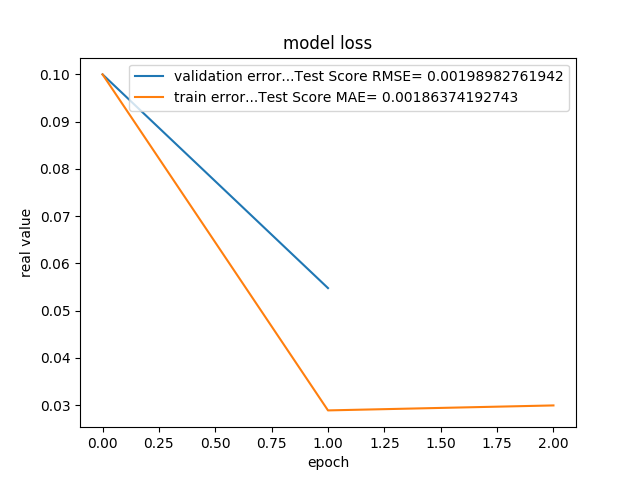 model loss
validation error...Test Score RMSE= 0.00198982761942
train error...Test Score MAE= 0.00186374192743
0.10
0.09
0.08
0.07
0.06
0.05
0.04
0.03
real value
0.00 0.25 0.50 0.75 1.00 1.25 1.50 1.75 2.00
epoch